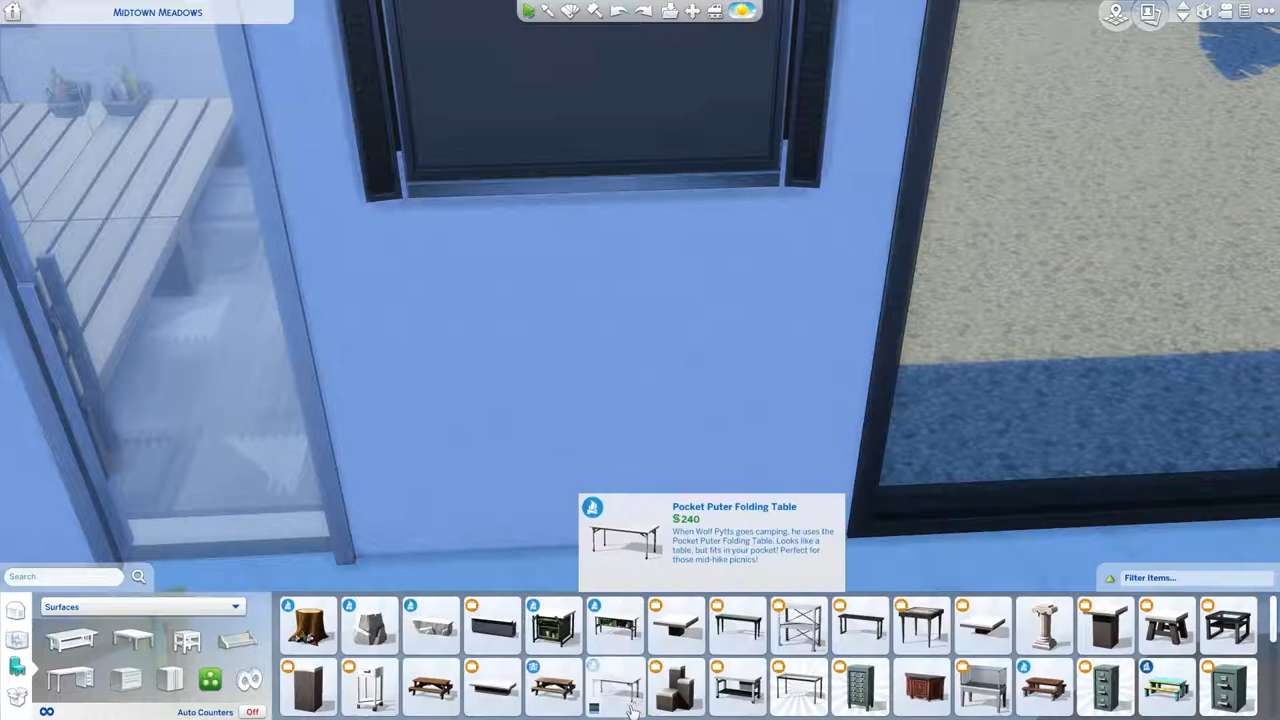 Midtown Meadows
Pocket Puter Folding Table
§240
When Wolf Pytts goes camping, he uses the
Pocket Puter Folding Table. Looks like a
table, but fits in your pocket! Perfect for
those mid-hike picnics!
Search..
Filter Items...
Surfaces
Auto Counters
Off